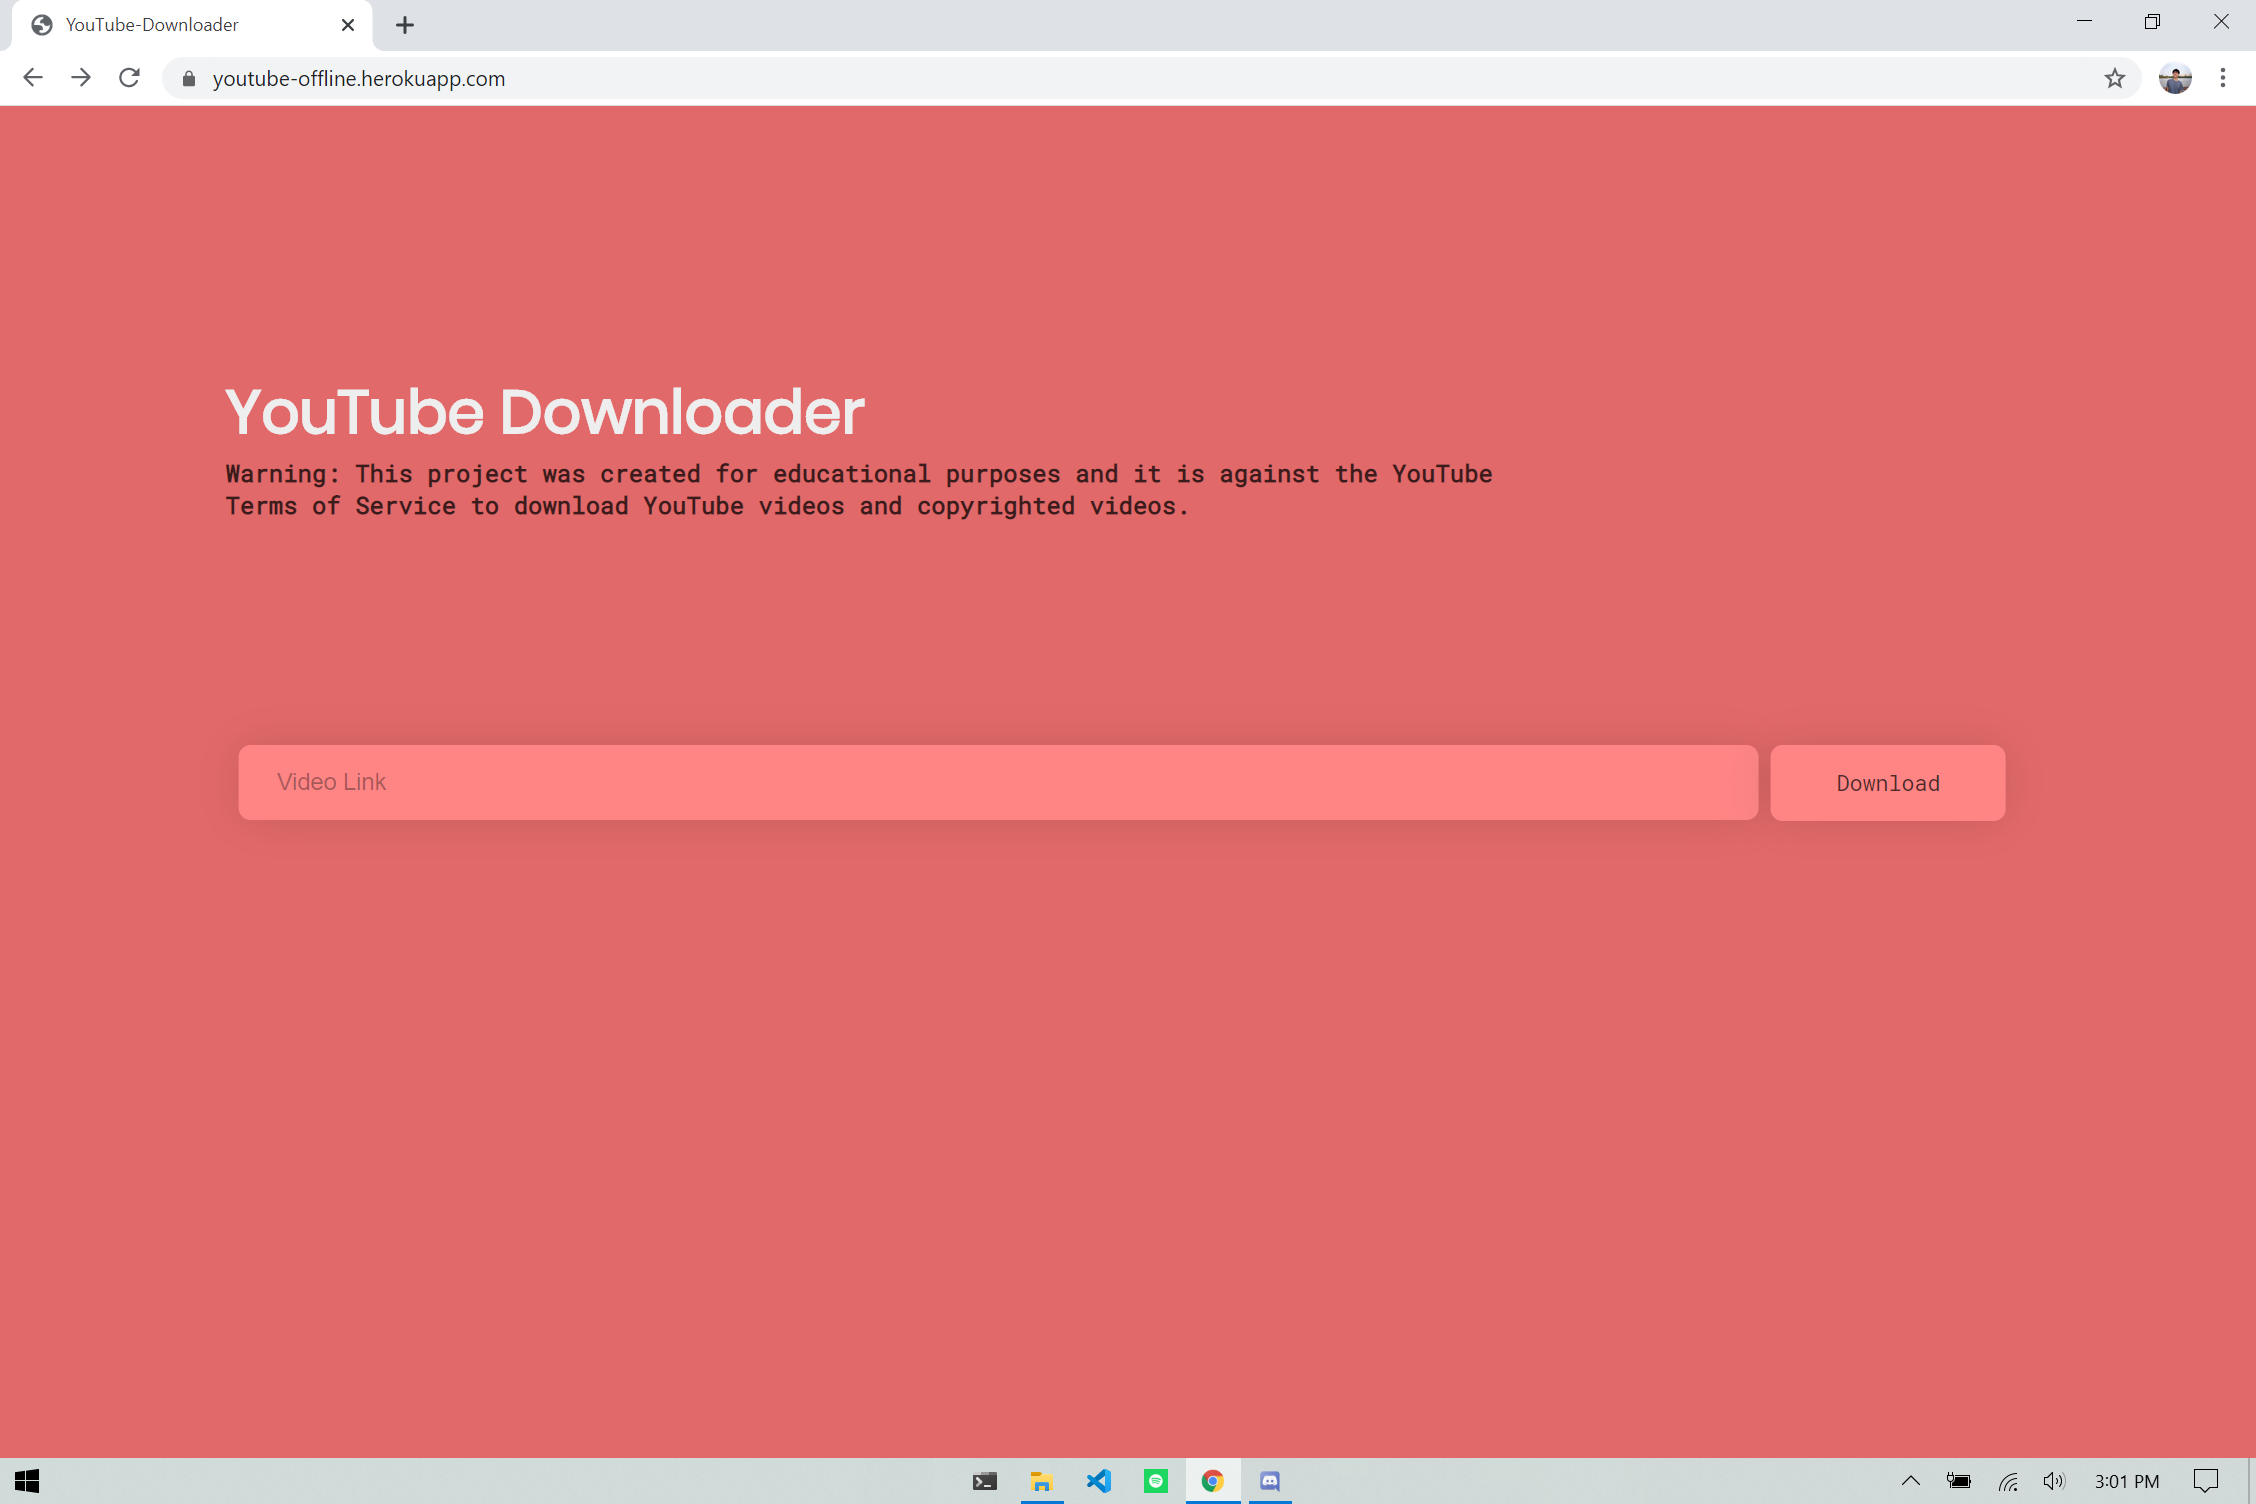 YouTube-Downloader
youtube-offline.herokuapp.com
YouTube Downloader
Warning: This project was created for educational purposes and it is against the YouTube
Terms of Service to download YouTube videos and copyrighted videos.
Video Link
Download
3:01 PM